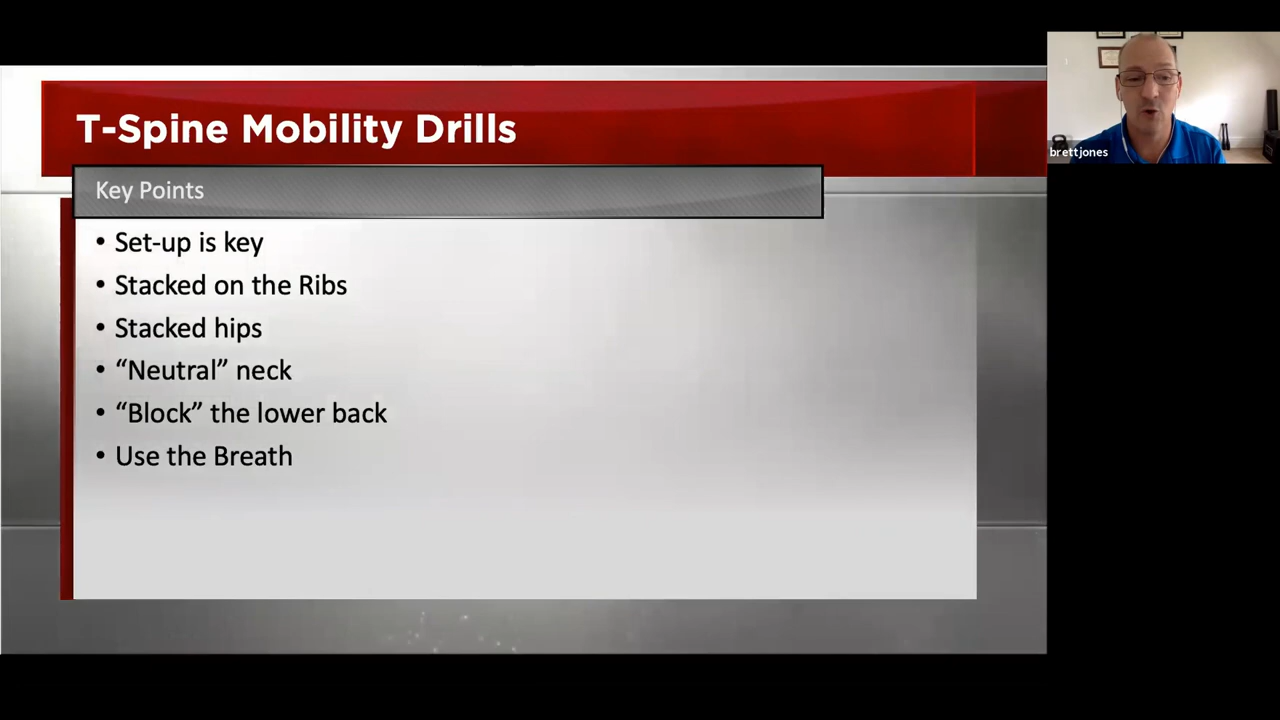 T-Spine Mobility Drills
Key Points
• Set-up is key
• Stacked on the Ribs
• Stacked hips
• “Neutral” neck
• “Block” the lower back
• Use the Breath
brettjones